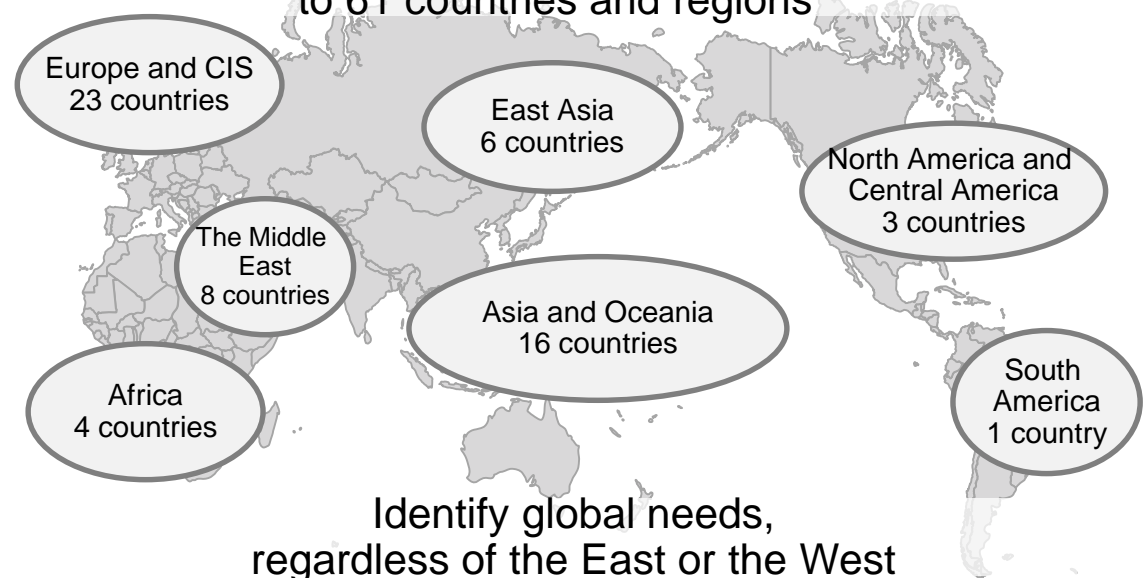 to 61 countries and regions
Europe and CIS
23 countries
East Asia
6 countries
North America and
Central America
3 countries
The Middle
East
8 countries
Asia and Oceania
16 countries
Africa
4 countries
South
America
1 country
Identify global needs,
regardless of the East or the West